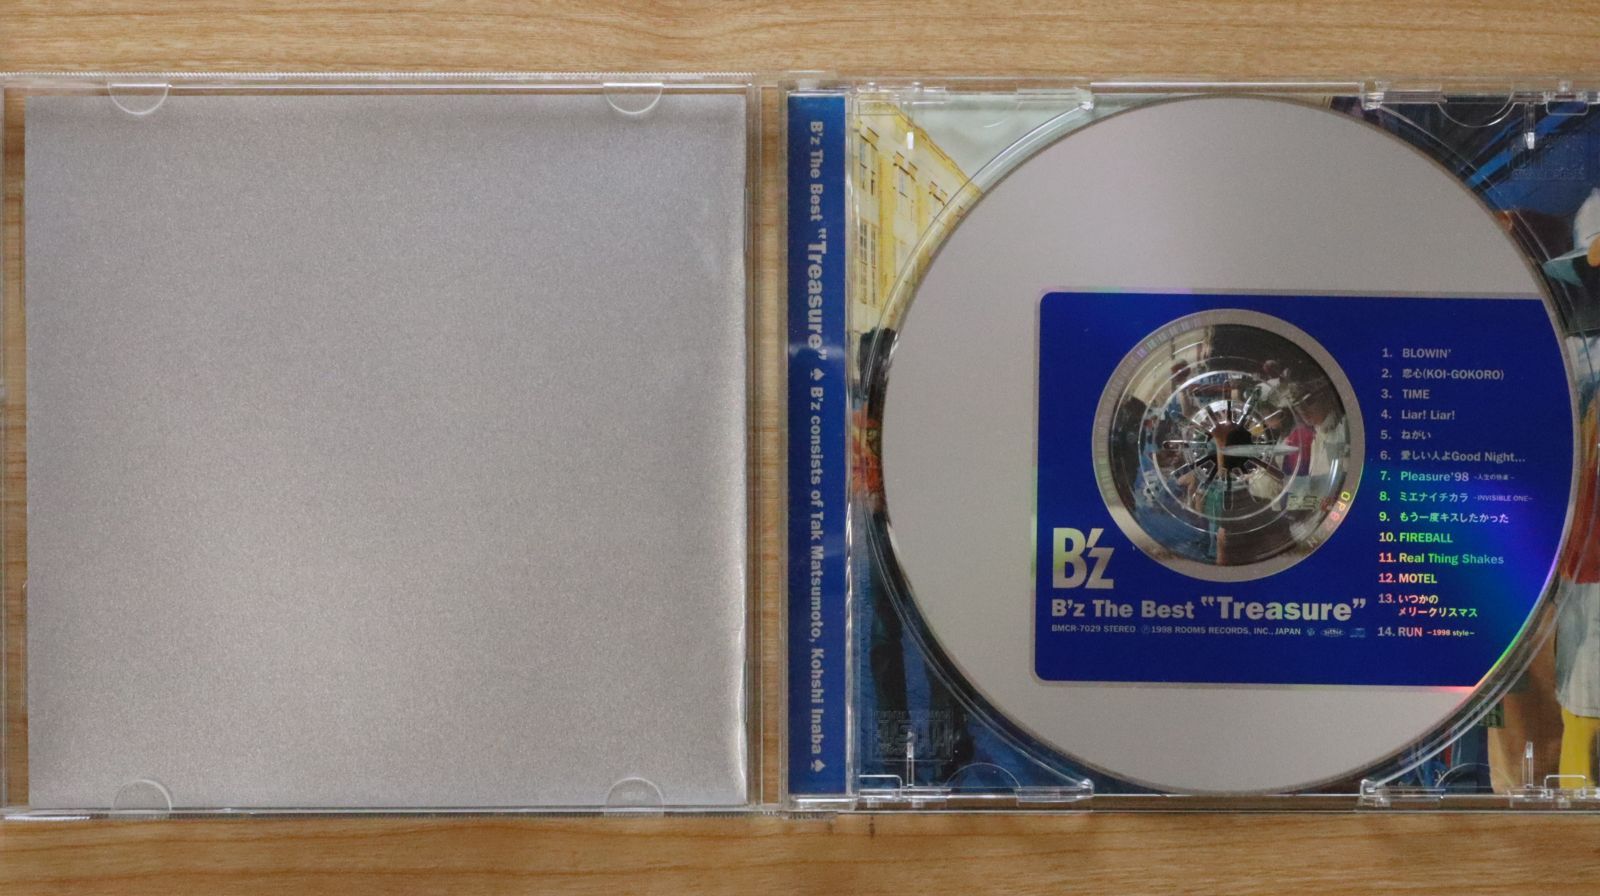 B'z The Best "Treasure" ♠ B'z consists of Tak Matsumoto, Kohshi Inaba ♠
1. BLOWIN'
2. 恋心(KOI-GOKORO)
3. TIME
4. Liar! Liar!
5. ねがい
6. 愛しい人よGood Night...
7. Pleasure'98 ~人生の快楽~
8. ミエナイチカラ ~INVISIBLE ONE~
9. もう一度キスしたかった
10. FIREBALL
11. Real Thing Shakes
12. MOTEL
13. いつかの
メリークリスマス
14. RUN ~1998 style~
B'z
B'z The Best "Treasure"
BMCR-7029 STEREO Ⓟ1998 ROOMS RECORDS, INC., JAPAN